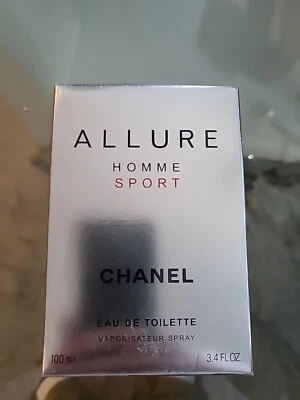 ALLURE
HOMME
SPORT
CHANEL
EAU DE TOILETTE
VAPORISATEUR SPRAY
100 ml 3.4 FL.OZ